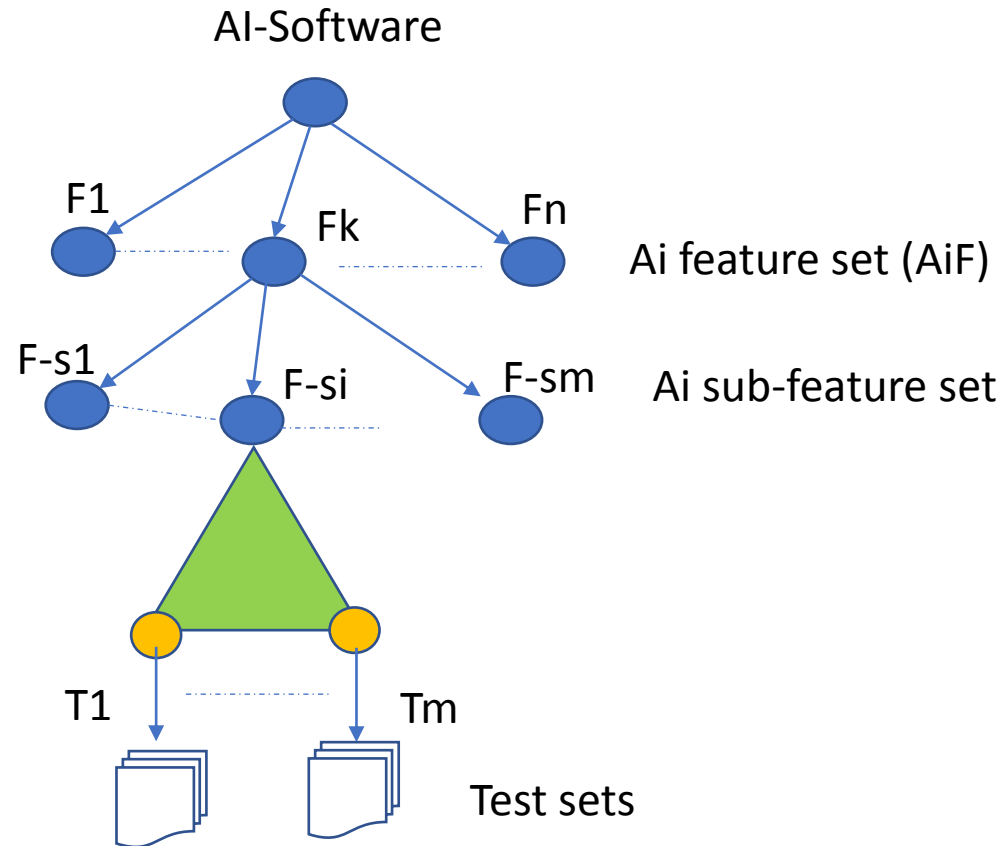 AI-Software
F1
Fk
Fn
Ai feature set (AiF)
F-s1
F-si
F-sm
Ai sub-feature set
T1
Tm
Test sets